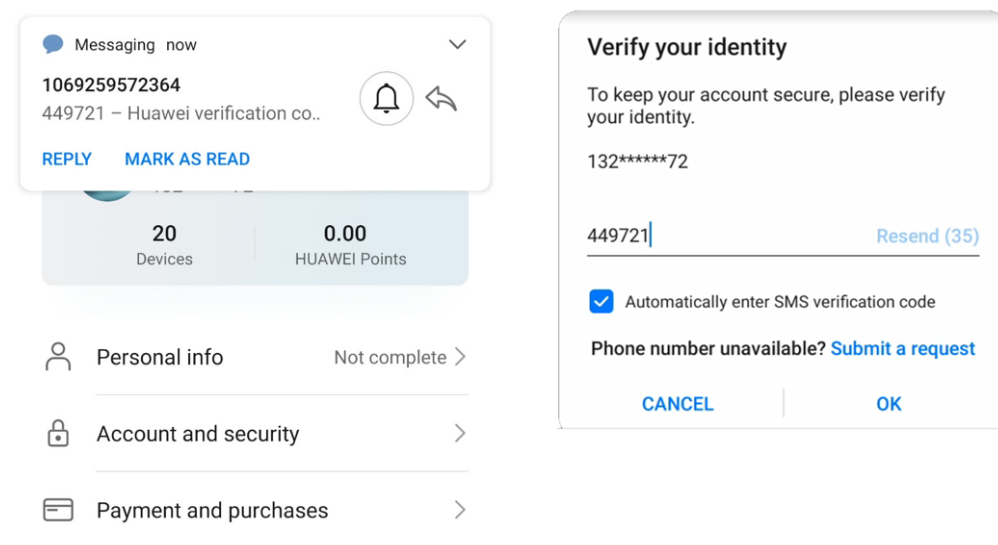 Messaging now
1069259572364
449721 – Huawei verification co..
REPLY MARK AS READ
20
Devices
0.00
HUAWEI Points
Personal info
Not complete
Account and security
Payment and purchases
Verify your identity
To keep your account secure, please verify
your identity.
132******72
449721
Resend (35)
Automatically enter SMS verification code
Phone number unavailable? Submit a request
CANCEL
OK